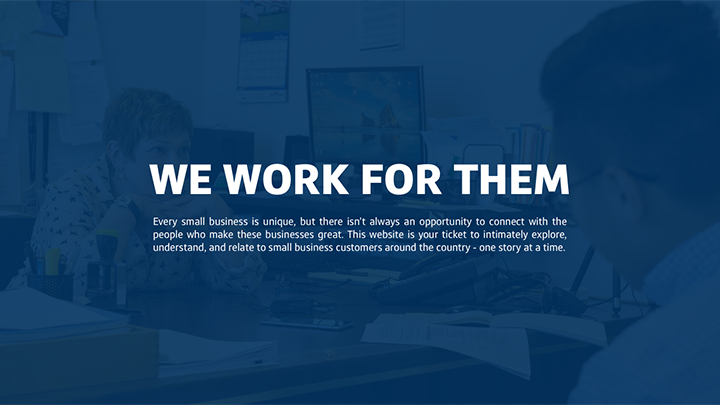 WE WORK FOR THEM
Every small business is unique, but there isn't always an opportunity to connect with the
people who make these businesses great. This website is your ticket to intimately explore,
understand, and relate to small business customers around the country - one story at a time.